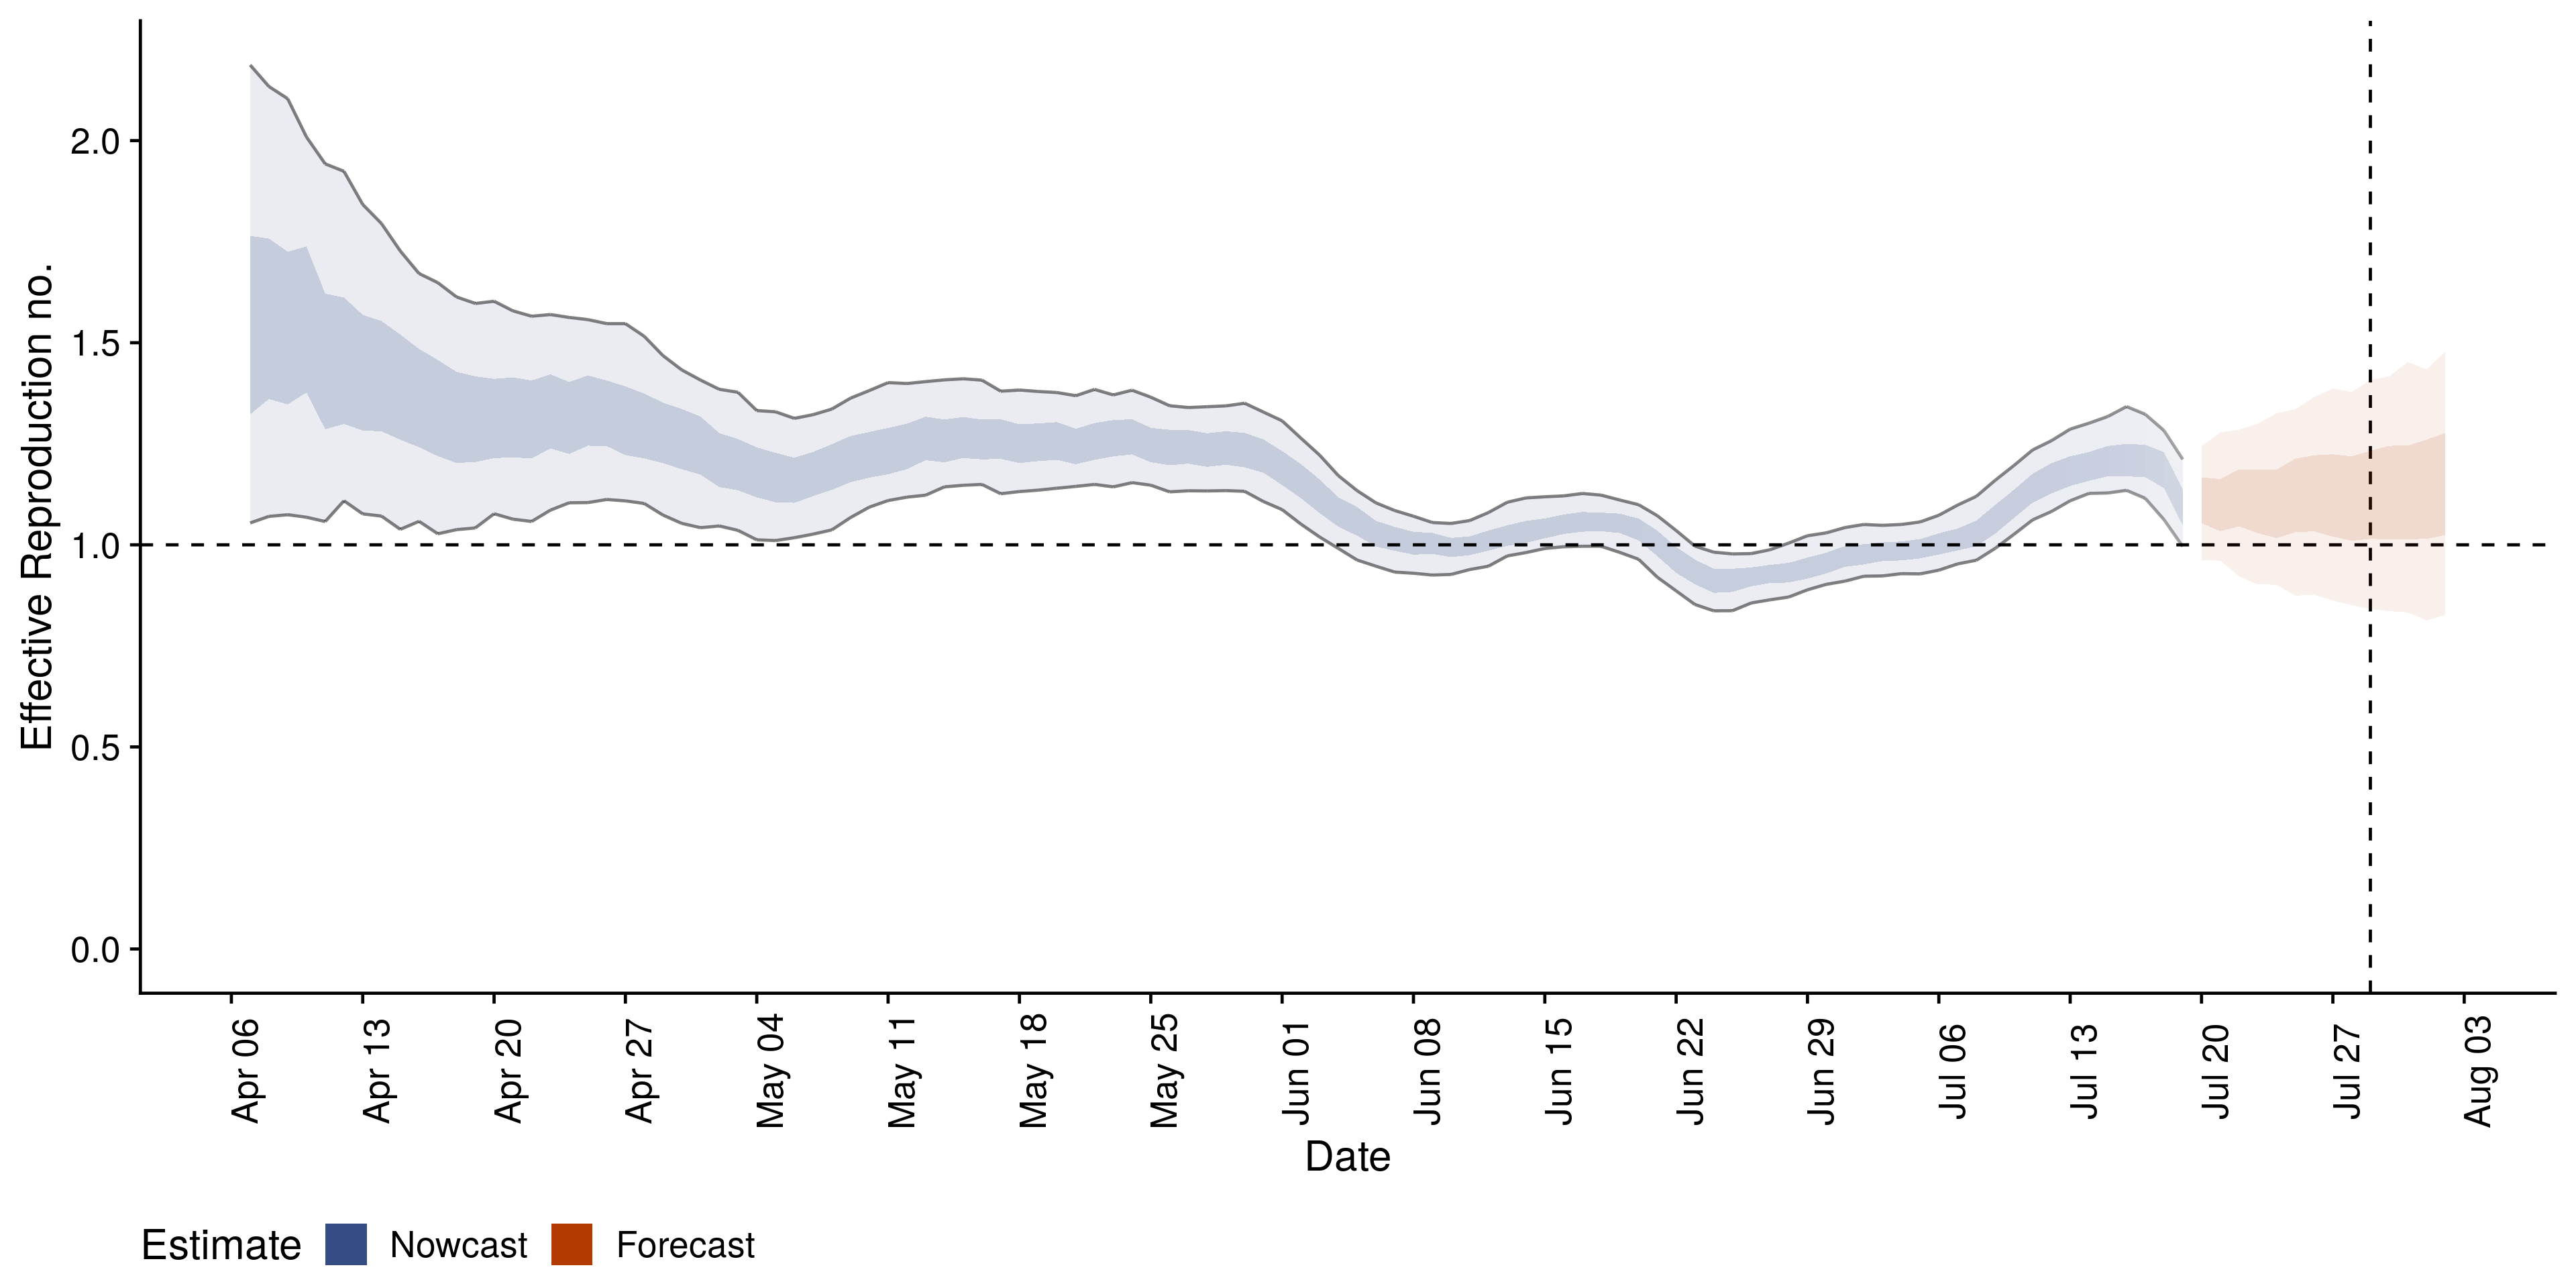 Effective Reproduction no.
2.0
1.5
1.0
0.5
0.0
Apr 06
Apr 13
Apr 20
Apr 27
May 04
May 11
May 18
May 25
Jun 01
Jun 08
Jun 15
Jun 22
Jun 29
Jul 06
Jul 13
Jul 20
Jul 27
Aug 03
Date
Estimate Nowcast Forecast